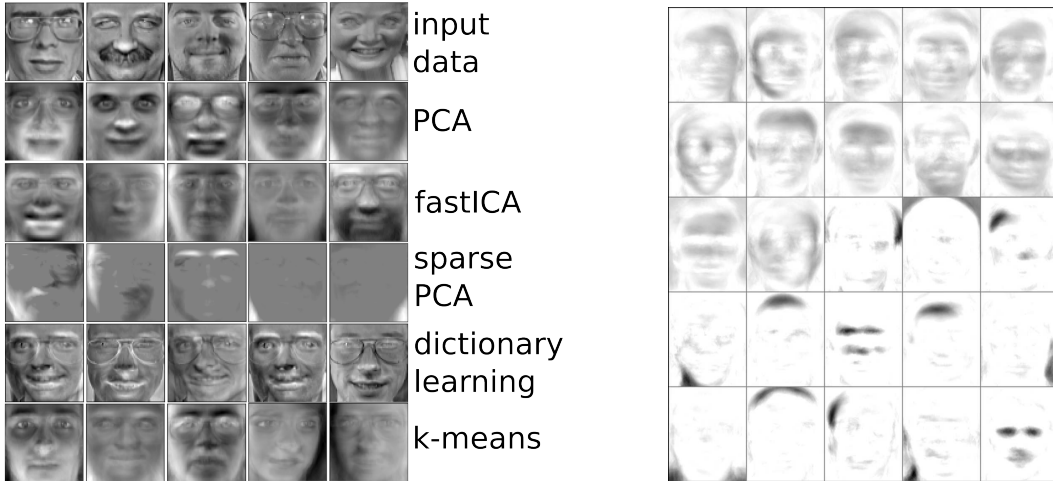 input
data
PCA
fastICA
sparse
PCA
dictionary
learning
k-means